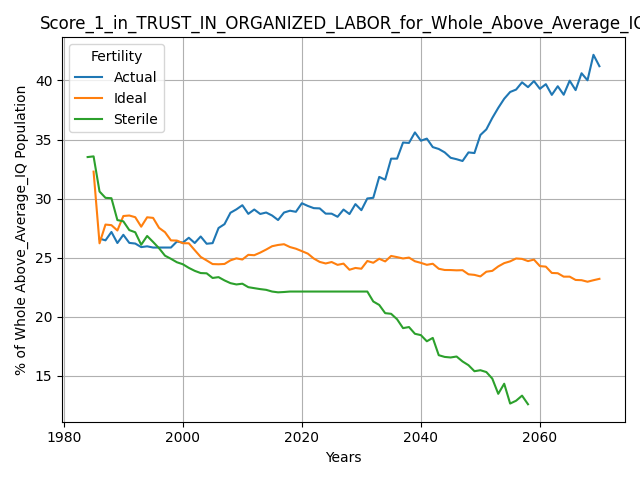 Score_1_in_TRUST_IN_ORGANIZED_LABOR_for_Whole_Above_Average_IQ
Fertility
Actual
Ideal
Sterile
% of Whole Above_Average_IQ Population
40
35
30
25
20
15
1980
2000
2020
2040
2060
Years